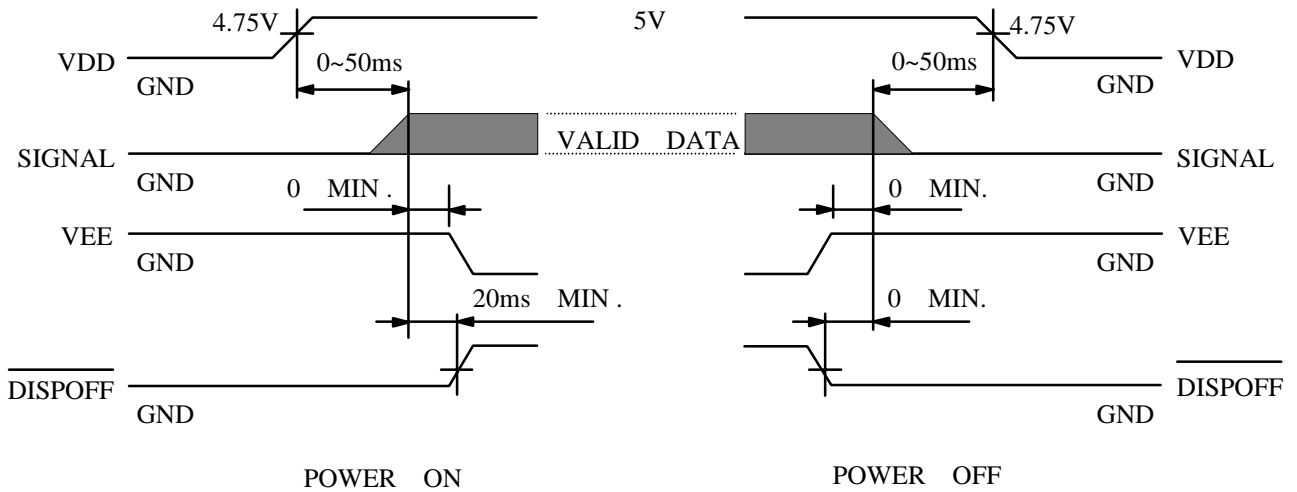 4.75V 5V 4.75V
VDD 0~50ms 0~50ms VDD
GND GND
VALID DATA
SIGNAL SIGNAL
GND GND
0 MIN . 0 MIN.
VEE VEE
GND GND
20ms MIN . 0 MIN.
DISPOFF DISPOFF
GND GND
POWER ON POWER OFF